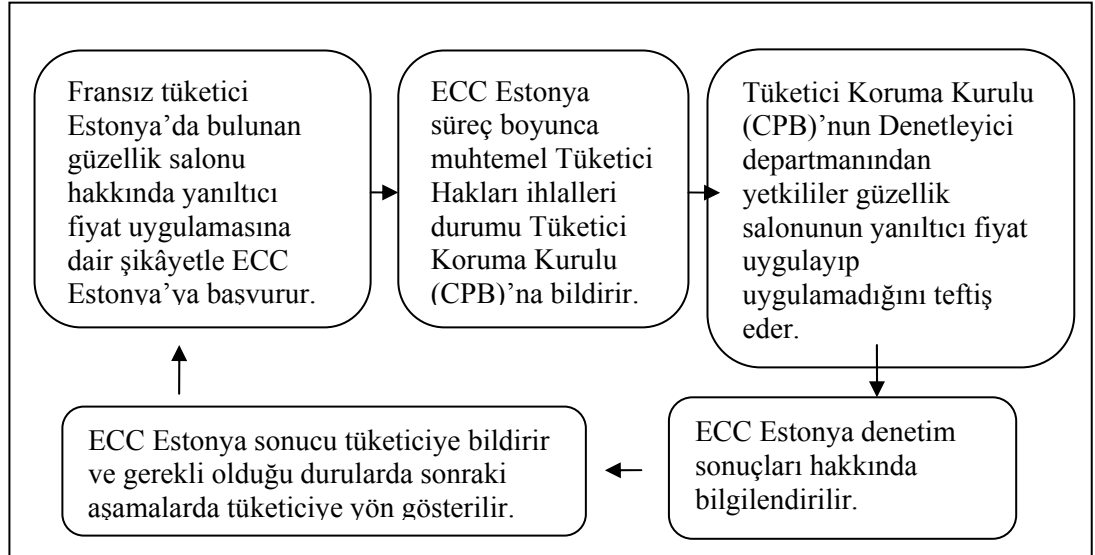 Fransız tüketici
Estonya’da bulunan
güzellik salonu
hakkında yanıltıcı
fiyat uygulamasına
dair şikâyetle ECC
Estonya’ya başvurur.
ECC Estonya
süreç boyunca
muhtemel Tüketici
Hakları ihlalleri
durumu Tüketici
Koruma Kurulu
(CPB)’na bildirir.
Tüketici Koruma Kurulu
(CPB)’nun Denetleyici
departmanından
yetkililer güzellik
salonunun yanıltıcı fiyat
uygulayıp
uygulamadığını teftiş
eder.
ECC Estonya denetim
sonuçları hakkında
bilgilendirilir.
ECC Estonya sonucu tüketiciye bildirir
ve gerekli olduğu durularda sonraki
aşamalarda tüketiciye yön gösterilir.